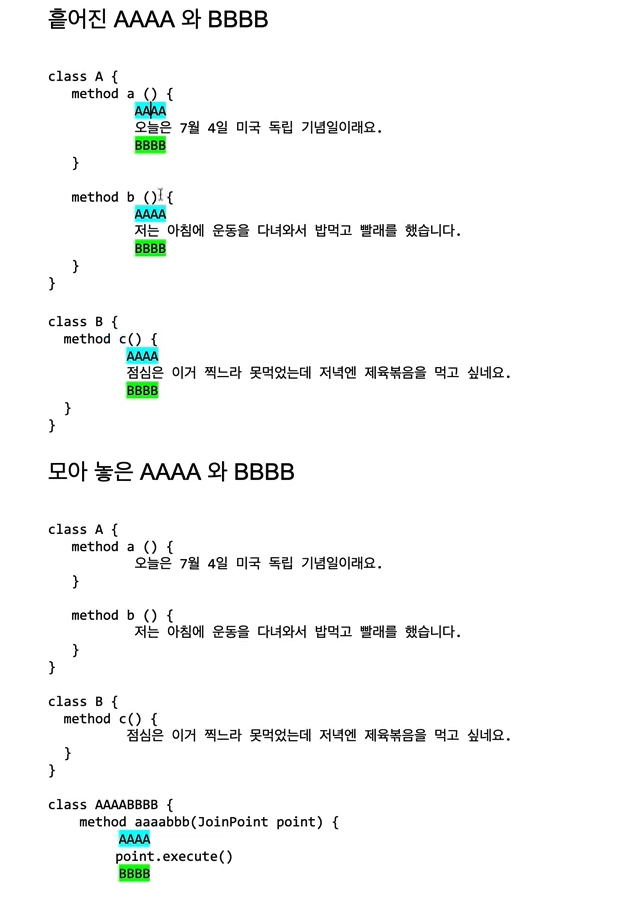 흩어진 AAAA 와 BBBB
class A {
method a () {
AAAA
오늘은 7월 4일 미국 독립 기념일이래요.
BBBB
}
method b () {
AAAA
저는 아침에 운동을 다녀와서 밥먹고 빨래를 했습니다.
BBBB
}
}
class B {
method c() {
AAAA
점심은 이거 찍느라 못먹었는데 저녁엔 제육볶음을 먹고 싶네요.
BBBB
}
}
모아 놓은 AAAA 와 BBBB
class A {
method a () {
오늘은 7월 4일 미국 독립 기념일이래요.
}
method b () {
저는 아침에 운동을 다녀와서 밥먹고 빨래를 했습니다.
}
}
class B {
method c() {
점심은 이거 찍느라 못먹었는데 저녁엔 제육볶음을 먹고 싶네요.
}
}
class AAAABBBB {
method aaaabbb(JoinPoint point) {
AAAA
point.execute()
BBBB